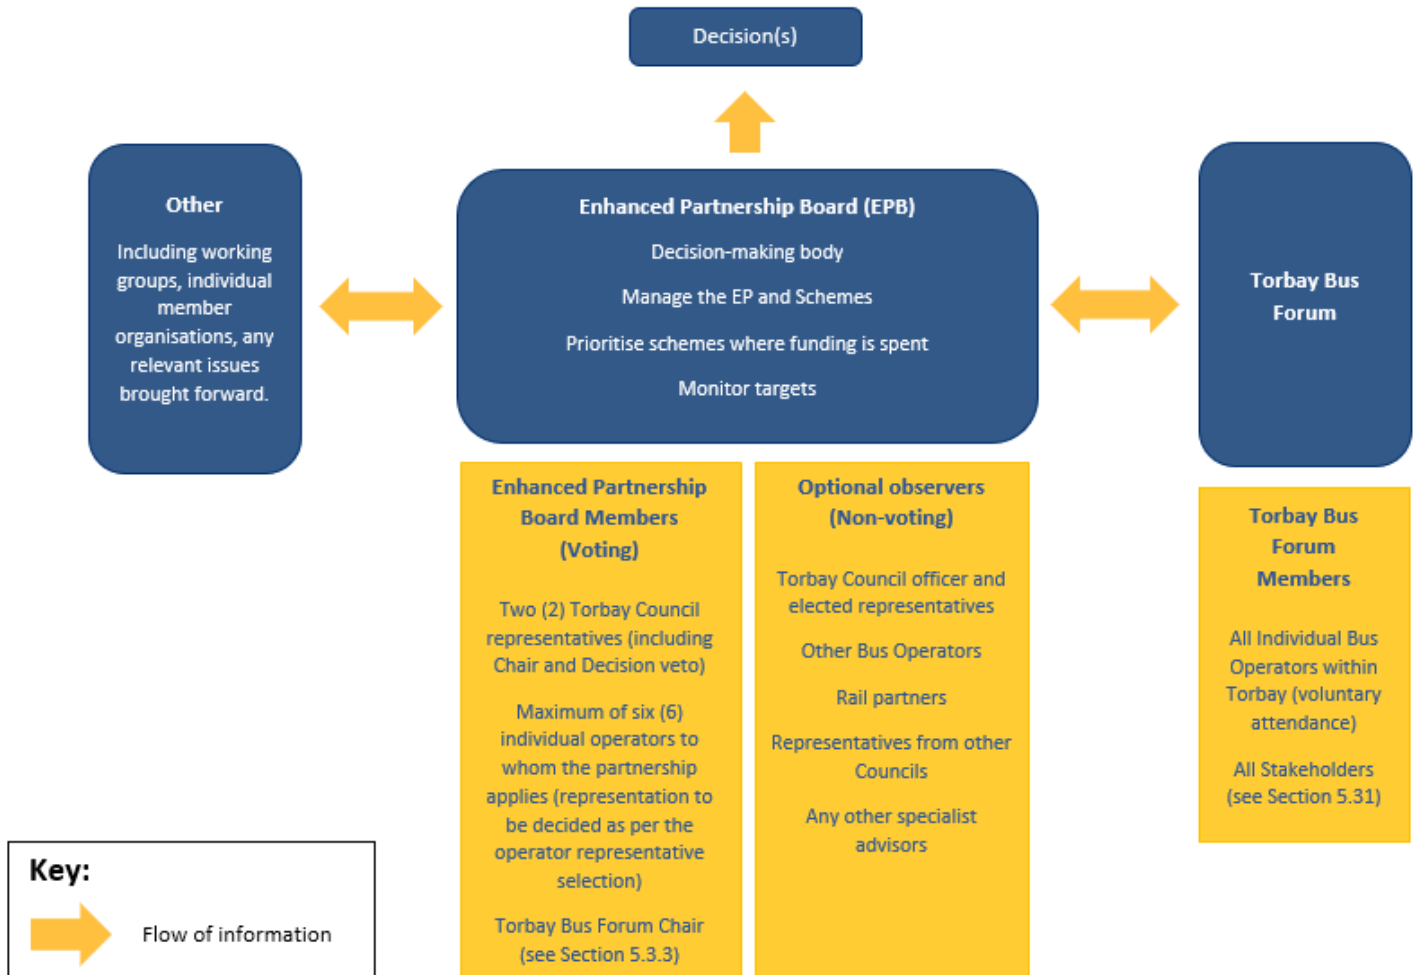 Decision(s)
Other
Including working
groups, individual
member
organisations, any
relevant issues
brought forward.
Enhanced Partnership Board (EPB)
Decision-making body
Manage the EP and Schemes
Prioritise schemes where funding is spent
Monitor targets
Torbay Bus
Forum
Enhanced Partnership
Board Members
(Voting)
Two (2) Torbay Council
representatives (including
Chair and Decision veto)
Maximum of six (6)
individual operators to
whom the partnership
applies (representation to
be decided as per the
operator representative
selection)
Torbay Bus Forum Chair
(see Section 5.3.3)
Optional observers
(Non-voting)
Torbay Council officer and
elected representatives
Other Bus Operators
Rail partners
Representatives from other
Councils
Any other specialist
advisors
Torbay Bus
Forum
Members
All Individual Bus
Operators within
Torbay (voluntary
attendance)
All Stakeholders
(see Section 5.31)
Key:
Flow of information